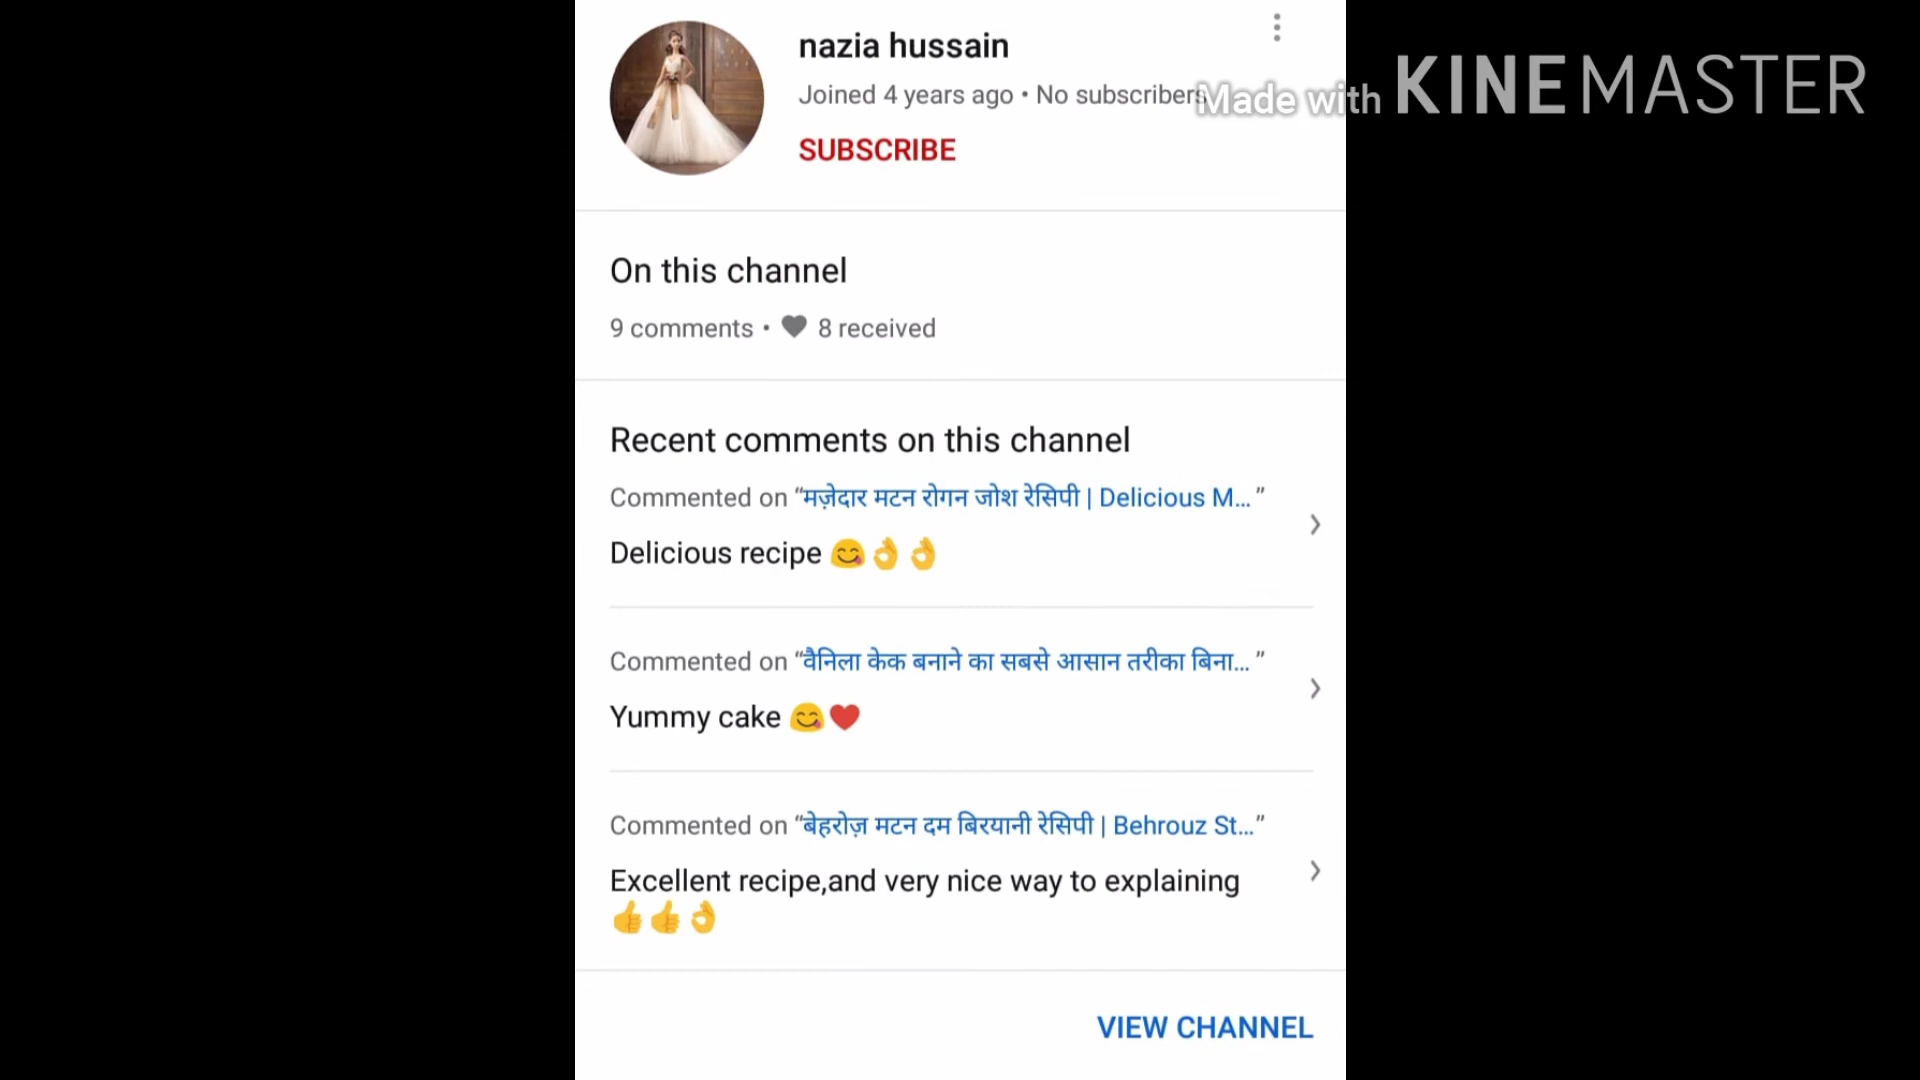 nazia hussain
Joined 4 years ago • No subscribers
Made with KINEMASTER
SUBSCRIBE
On this channel
9 comments • 8 received
Recent comments on this channel
Commented on “मज़ेदार मटन रोगन जोश रेसिपी | Delicious M...”
Delicious recipe 😋👌👌
Commented on “वैनिला केक बनाने का सबसे आसान तरीका बिना...”
Yummy cake 😋❤️
Commented on “बेहरोज़ मटन दम बिरयानी रेसिपी | Behrouz St...”
Excellent recipe,and very nice way to explaining
👍👍👌
VIEW CHANNEL